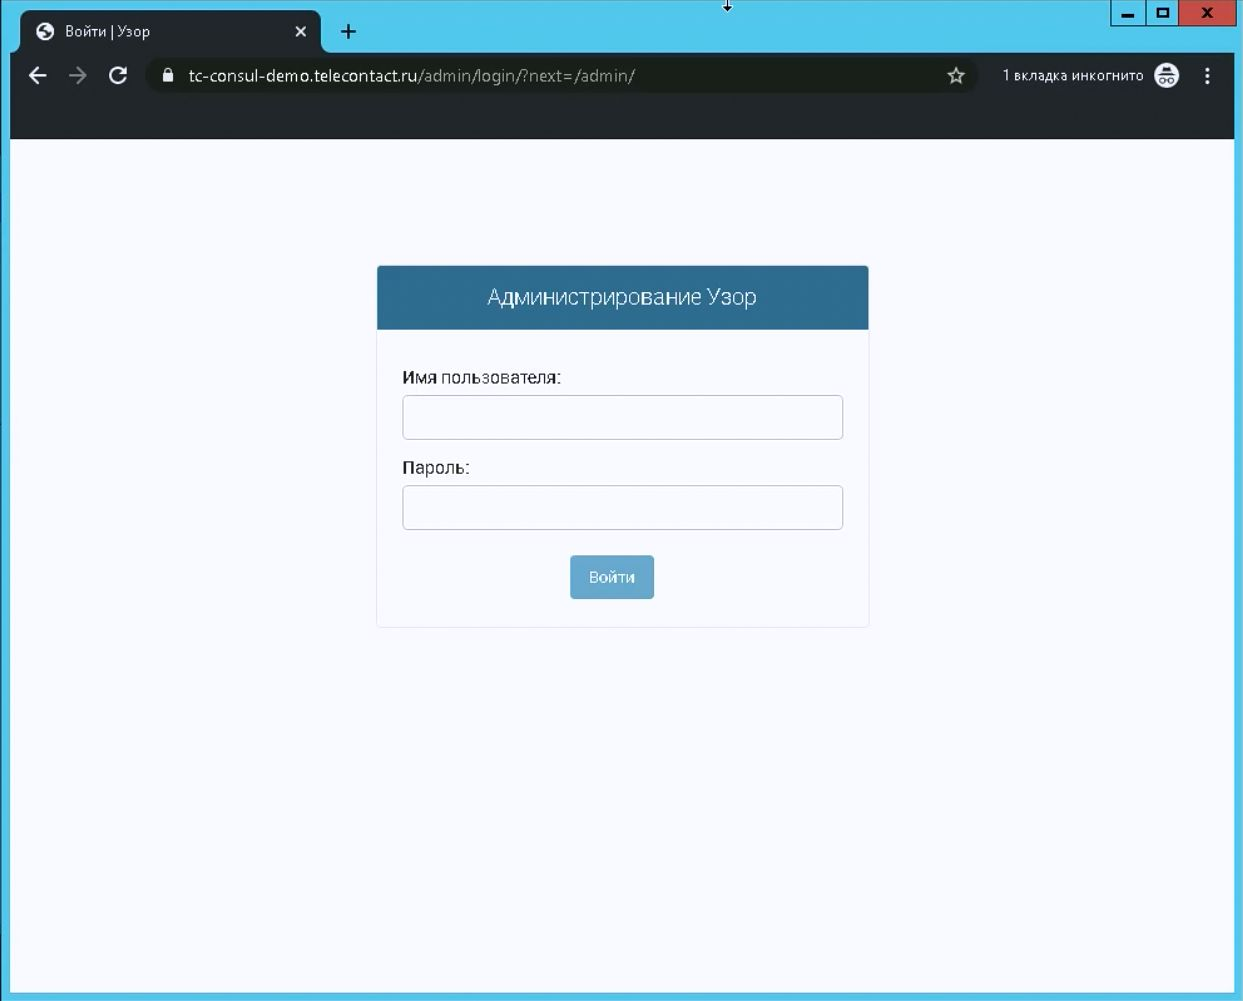 Войти | Узор
tc-consul-demo.telecontact.ru/admin/login/?next=/admin/
1 вкладка инкогнито
Администрирование Узор
Имя пользователя:
Пароль:
Войти